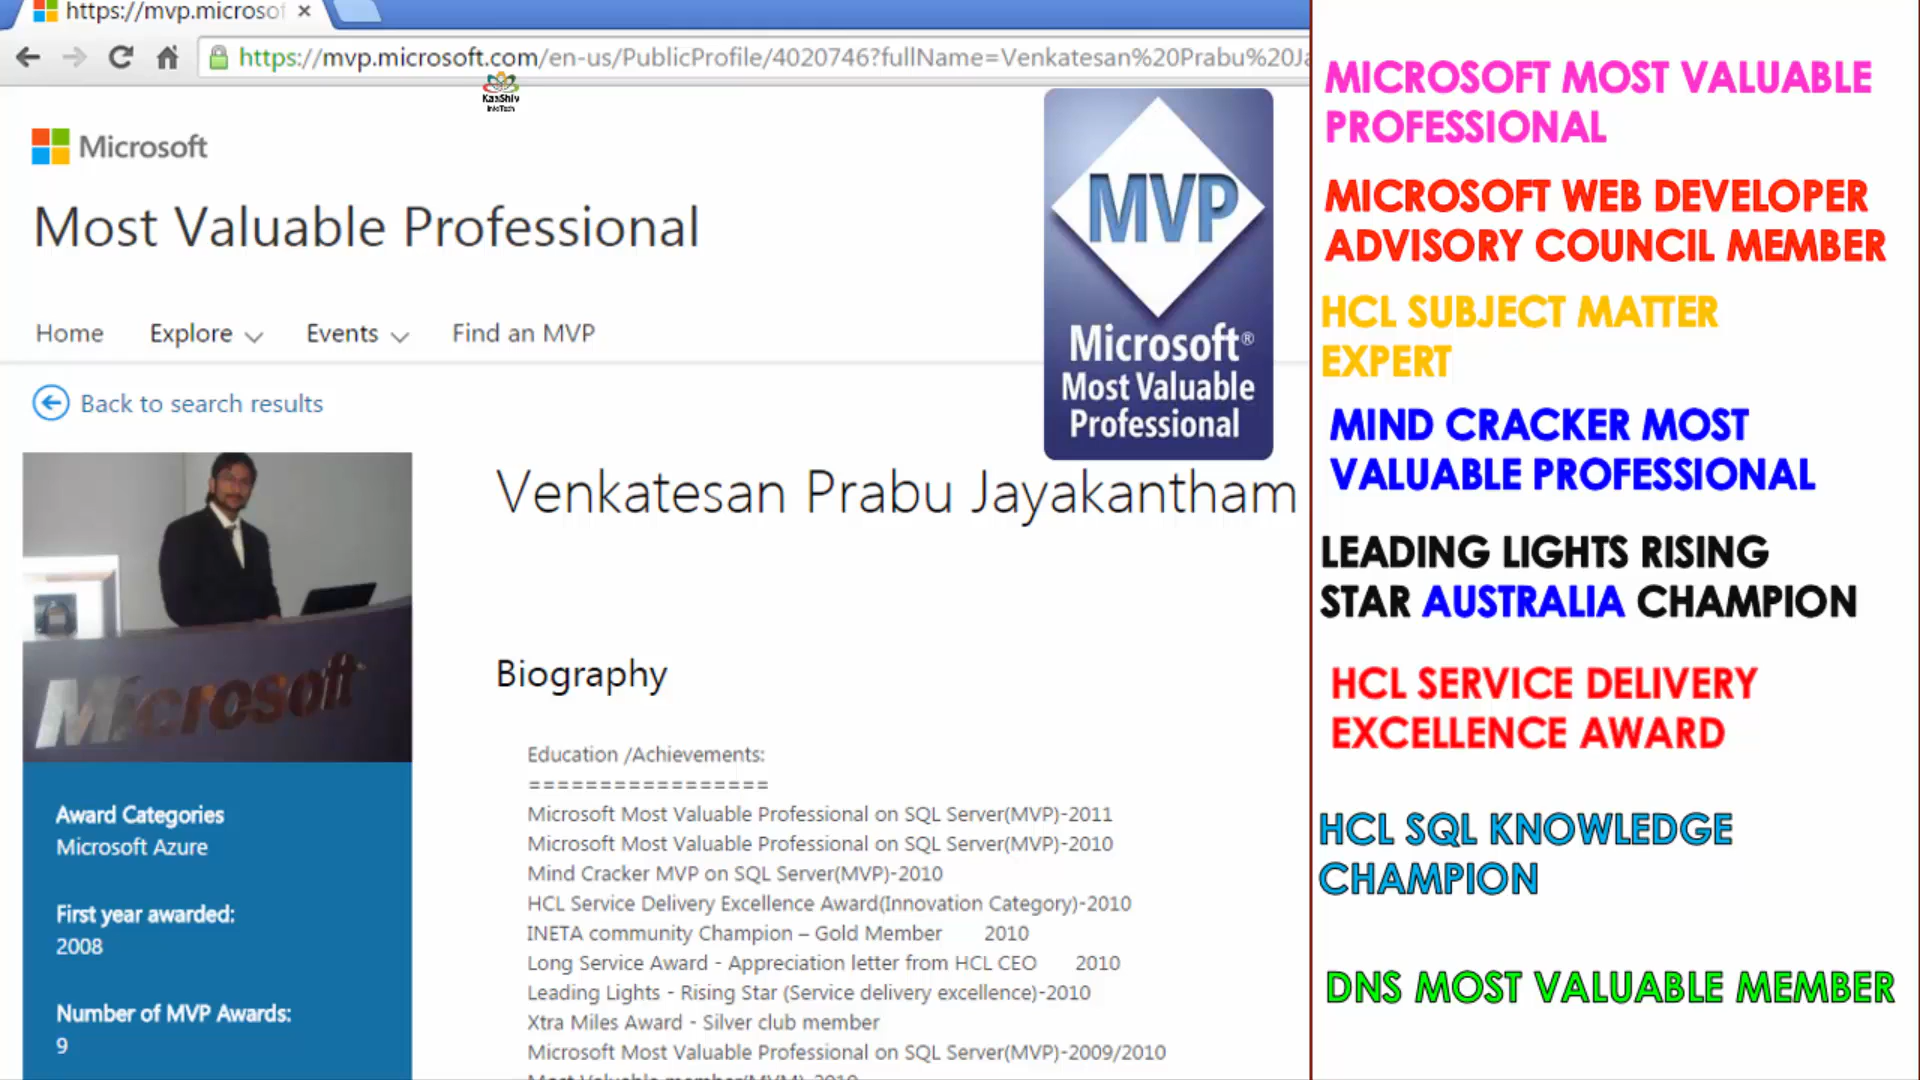 https://mvp.microsof
https://mvp.microsoft.com/en-us/PublicProfile/4020746?fullName=Venkatesan%20Prabu%20Ja
KaaShiv
InfoTech
Microsoft
Most Valuable Professional
Home Explore Events Find an MVP
Back to search results
MVP
Microsoft®
Most Valuable
Professional
Venkatesan Prabu Jayakantham
Microsoft
Biography
Education /Achievements:
=================
Microsoft Most Valuable Professional on SQL Server(MVP)-2011
Microsoft Most Valuable Professional on SQL Server(MVP)-2010
Mind Cracker MVP on SQL Server(MVP)-2010
HCL Service Delivery Excellence Award(Innovation Category)-2010
INETA community Champion – Gold Member 2010
Long Service Award - Appreciation letter from HCL CEO 2010
Leading Lights - Rising Star (Service delivery excellence)-2010
Xtra Miles Award - Silver club member
Microsoft Most Valuable Professional on SQL Server(MVP)-2009/2010
Most Valuable member(MVM)-2010
Award Categories
Microsoft Azure
First year awarded:
2008
Number of MVP Awards:
9
MICROSOFT MOST VALUABLE
PROFESSIONAL
MICROSOFT WEB DEVELOPER
ADVISORY COUNCIL MEMBER
HCL SUBJECT MATTER
EXPERT
MIND CRACKER MOST
VALUABLE PROFESSIONAL
LEADING LIGHTS RISING
STAR AUSTRALIA CHAMPION
HCL SERVICE DELIVERY
EXCELLENCE AWARD
HCL SQL KNOWLEDGE
CHAMPION
DNS MOST VALUABLE MEMBER